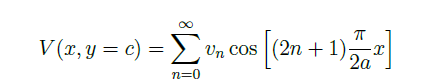 V(x, y = c) = \sum_{n=0}^{\infty} v_n \cos \left[ (2n + 1) \frac{\pi}{2a} x \right]